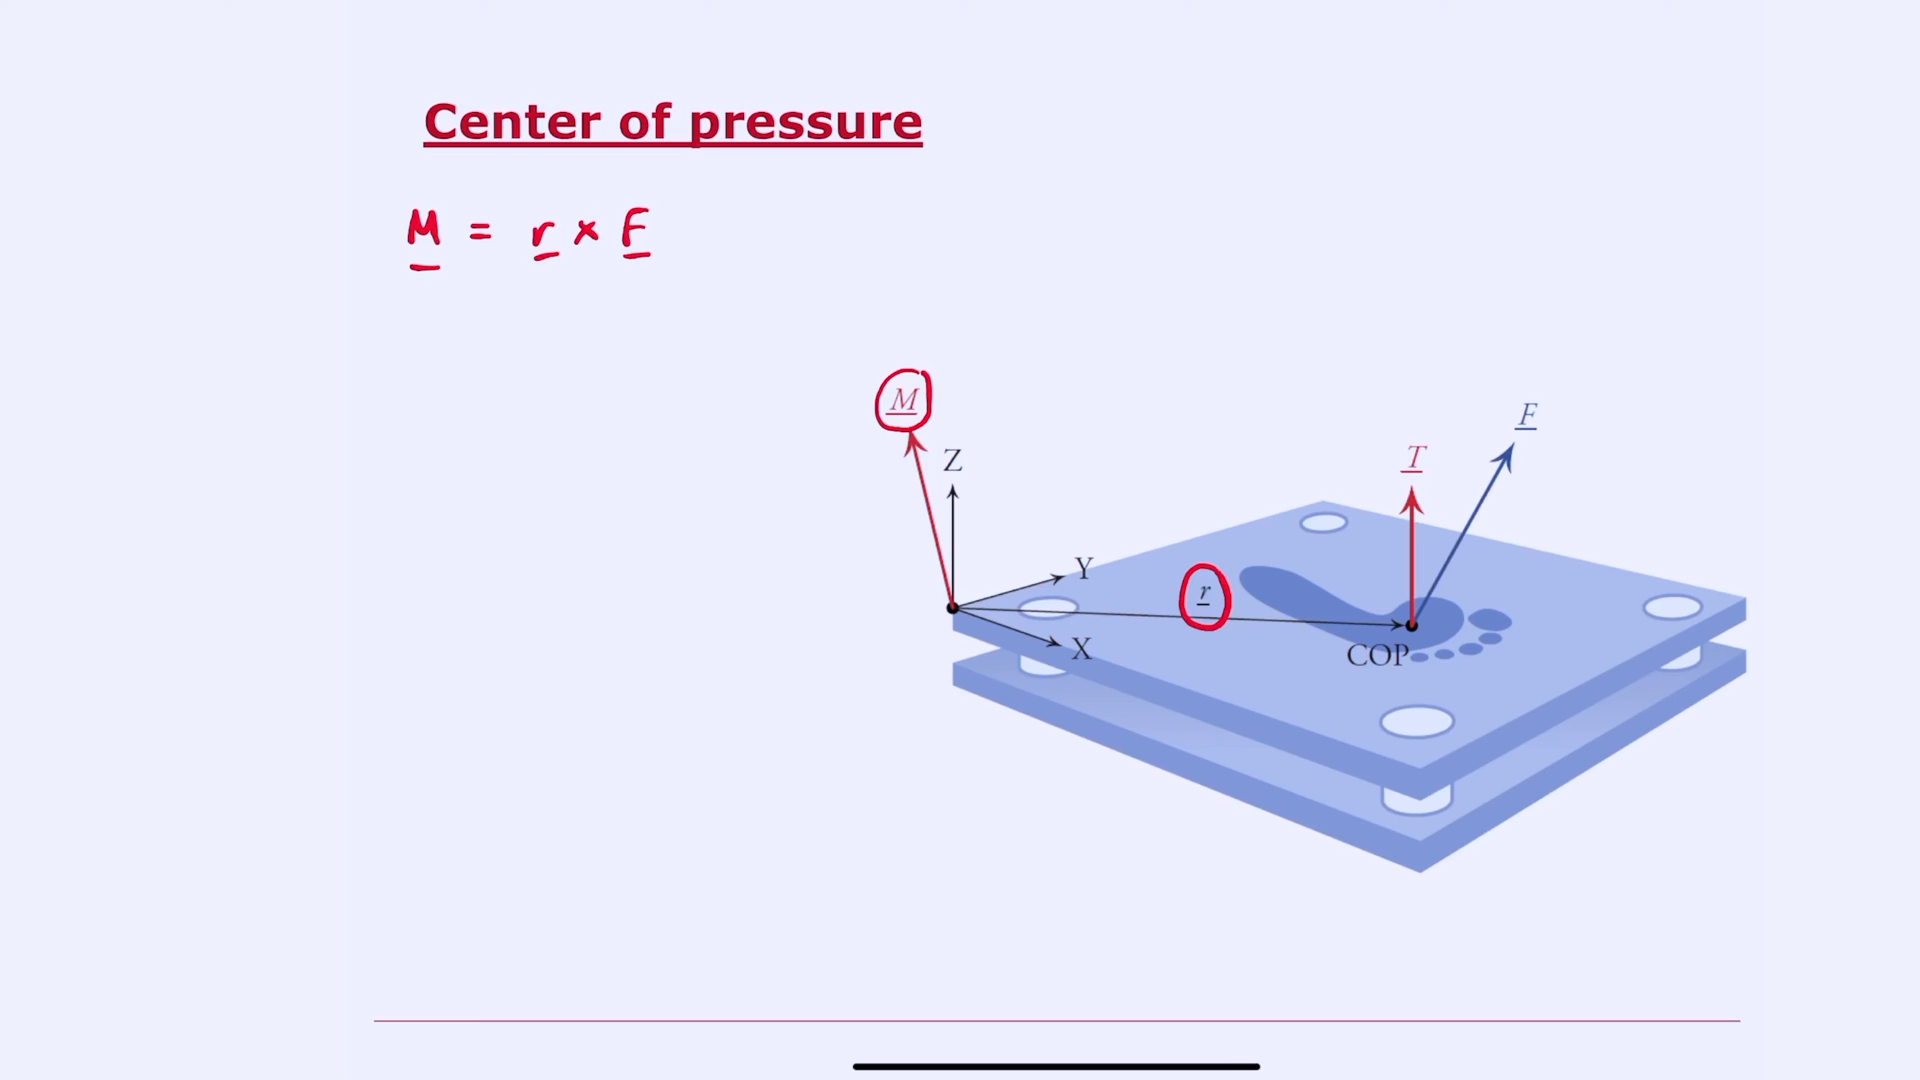 Center of pressure
M = r × F
M
F
Z
T
Y
r
X
COP